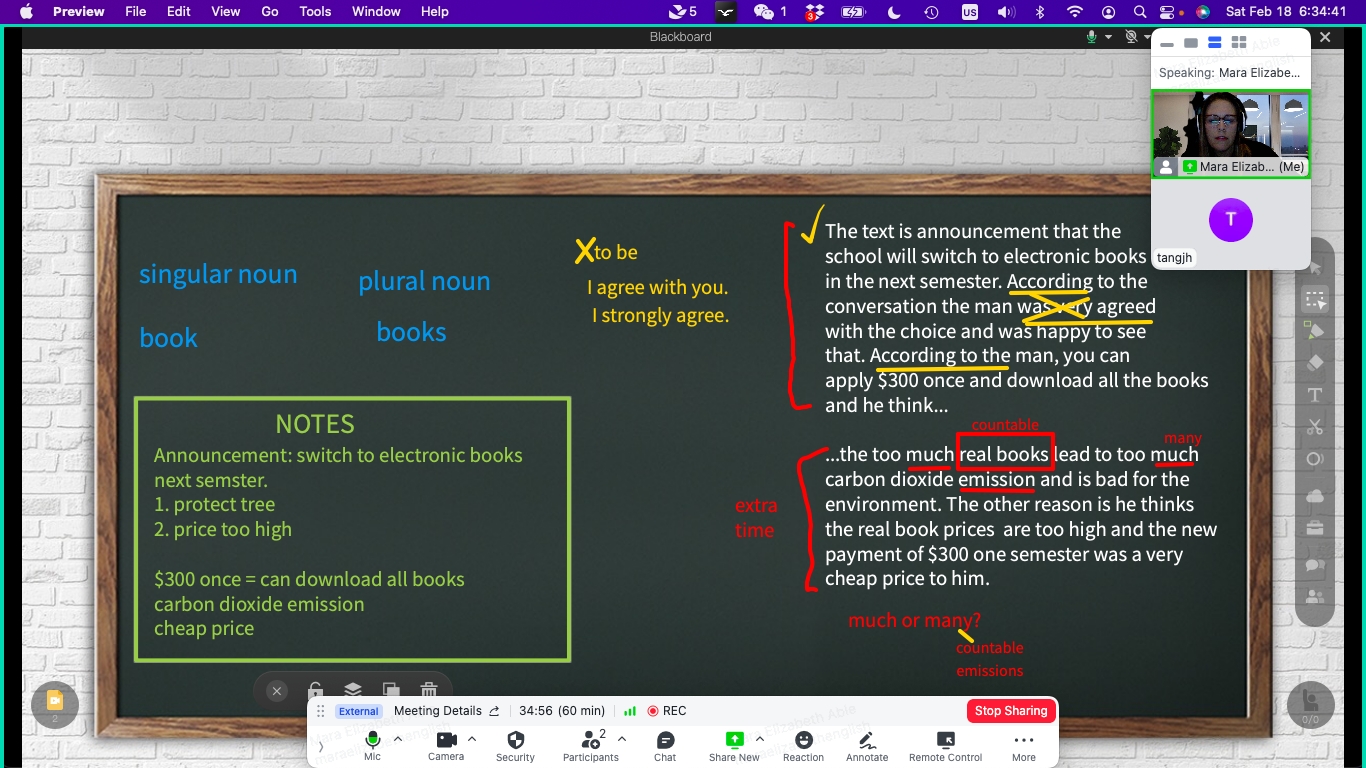 Preview File Edit View Go Tools Window Help 5 1 3 US Sat Feb 18 6:34:41
Blackboard
Speaking: Mara Elizabe...
Mara Elizab... (Me)
T
tangjh
singular noun
plural noun
book
books
X to be
I agree with you.
I strongly agree.
The text is announcement that the
school will switch to electronic books
in the next semester. According to the
conversation the man was very agreed
with the choice and was happy to see
that. According to the man, you can
apply $300 once and download all the books
and he think...
countable
many
...the too much real books lead to too much
carbon dioxide emission and is bad for the
environment. The other reason is he thinks
the real book prices are too high and the new
payment of $300 one semester was a very
cheap price to him.
extra
time
much or many?
countable
emissions
NOTES
Announcement: switch to electronic books
next semster.
1. protect tree
2. price too high
$300 once = can download all books
carbon dioxide emission
cheap price
2
0/0
External Meeting Details 34:56 (60 min) REC Stop Sharing
2
Mic Camera Security Participants Chat Share New Reaction Annotate Remote Control More